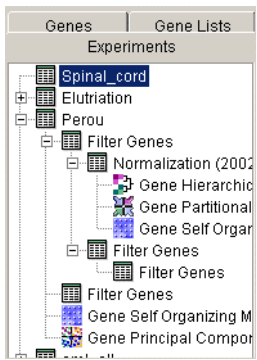 Genes Gene Lists
Experiments
Spinal_cord
Elutriation
Perou
Filter Genes
Normalization (2002
Gene Hierarchic
Gene Partitional
Gene Self Organ
Filter Genes
Filter Genes
Filter Genes
Gene Self Organizing M
Gene Principal Compor